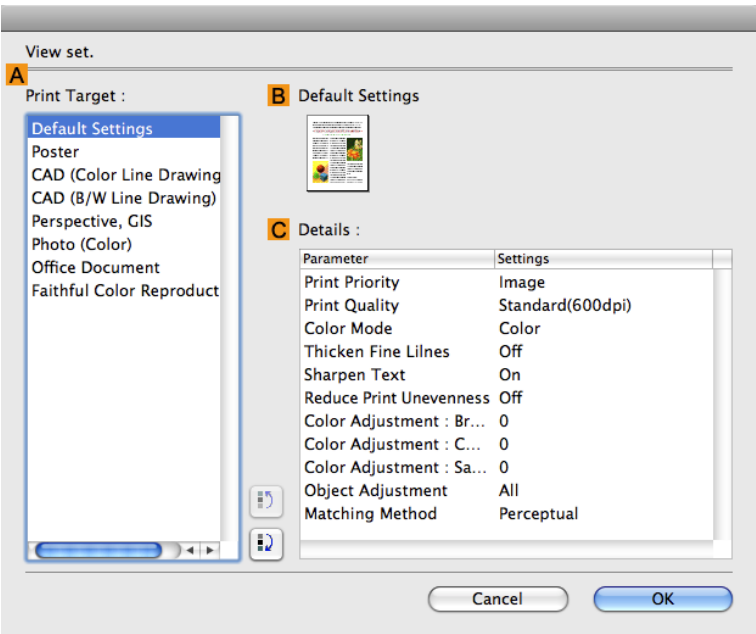 View set.
A
Print Target :
Default Settings
Poster
CAD (Color Line Drawing
CAD (B/W Line Drawing)
Perspective, GIS
Photo (Color)
Office Document
Faithful Color Reproduct
B Default Settings
C Details :
Parameter Settings
Print Priority Image
Print Quality Standard(600dpi)
Color Mode Color
Thicken Fine Lilnes Off
Sharpen Text On
Reduce Print Unevenness Off
Color Adjustment : Br... 0
Color Adjustment : C... 0
Color Adjustment : Sa... 0
Object Adjustment All
Matching Method Perceptual
Cancel OK